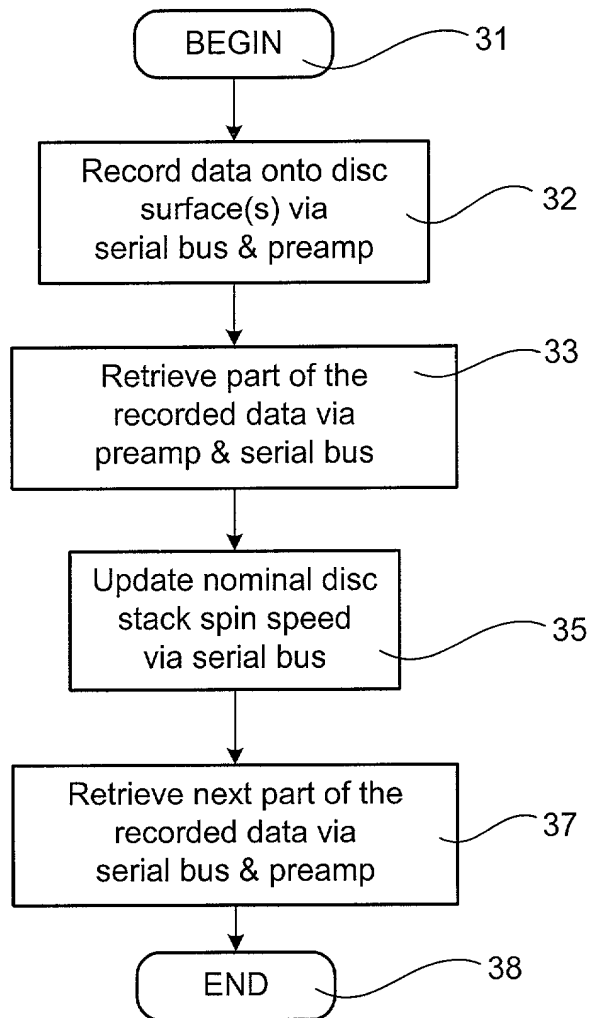 BEGIN
31
Record data onto disc
surface(s) via
serial bus & preamp
32
Retrieve part of the
recorded data via
preamp & serial bus
33
Update nominal disc
stack spin speed
via serial bus
35
Retrieve next part of the
recorded data via
serial bus & preamp
37
END
38